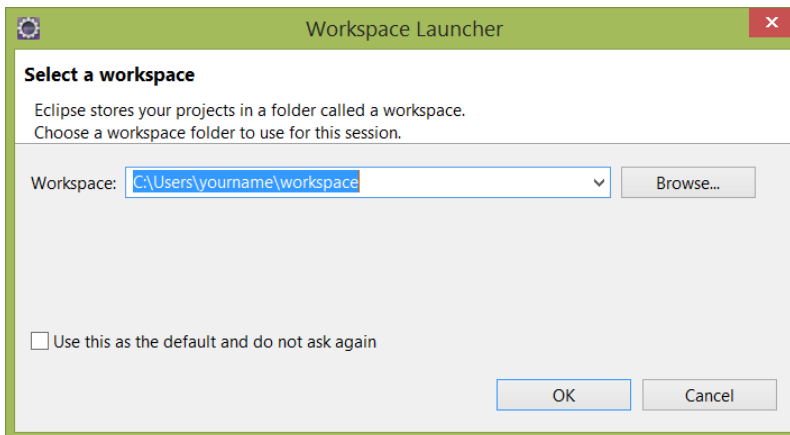 Workspace Launcher
Select a workspace
Eclipse stores your projects in a folder called a workspace.
Choose a workspace folder to use for this session.
Workspace: C:\Users\yourname\workspace Browse...
Use this as the default and do not ask again
OK Cancel